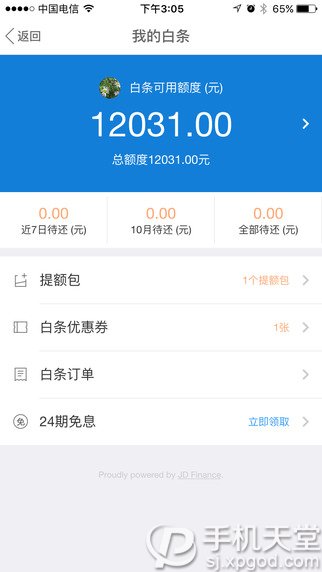 中国电信 下午3:05 65%
返回 我的白条
白条可用额度 (元)
12031.00
总额度12031.00元
0.00 0.00 0.00
近7日待还 (元) 10月待还 (元) 全部待还 (元)
提额包 1个提额包
白条优惠券 1张
白条订单
免 24期免息 立即领取
Proudly powered by JD Finance.
手机天堂
sj.xpgod.com